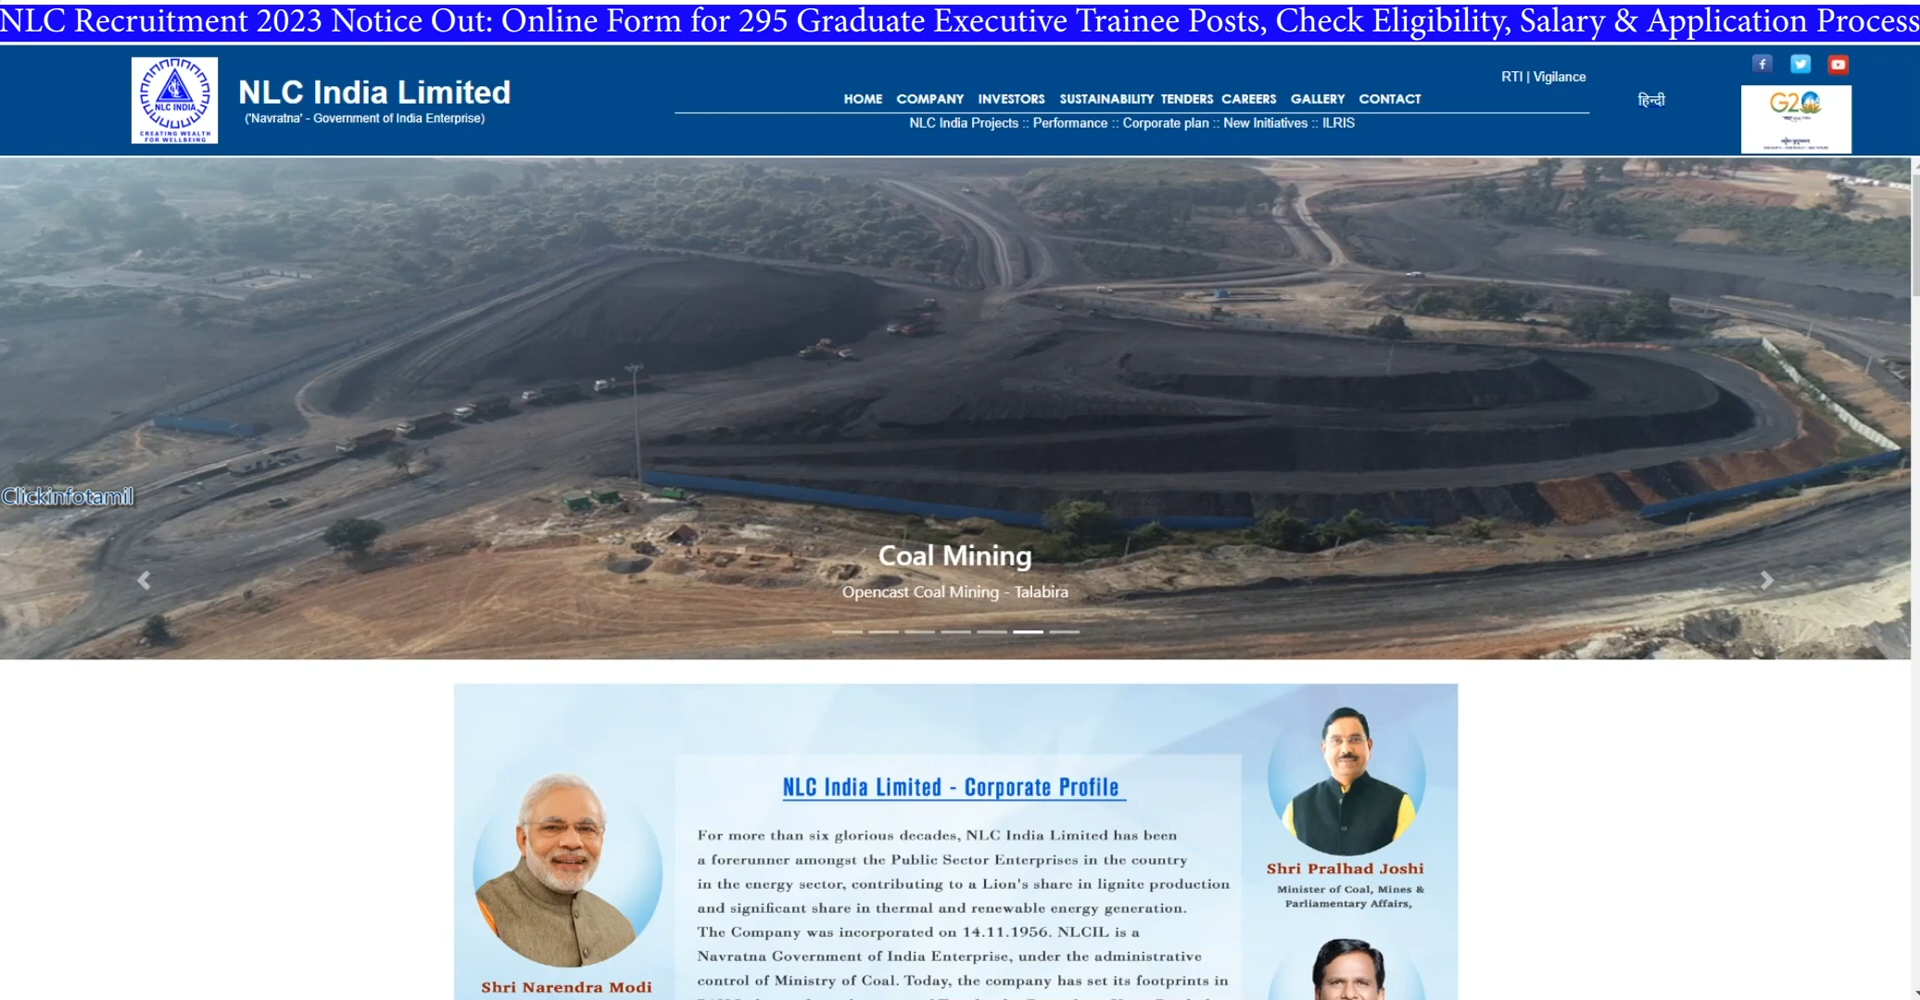 NLC Recruitment 2023 Notice Out: Online Form for 295 Graduate Executive Trainee Posts, Check Eligibility, Salary & Application Process
NLC INDIA
CREATING WEALTH
FOR WELLBEING
NLC India Limited
('Navratna' - Government of India Enterprise)
RTI | Vigilance
HOME COMPANY INVESTORS SUSTAINABILITY TENDERS CAREERS GALLERY CONTACT
NLC India Projects :: Performance :: Corporate plan :: New Initiatives :: ILRIS
हिन्दी
G20
Clickinfotamil
Coal Mining
Opencast Coal Mining - Talabira
NLC India Limited - Corporate Profile
For more than six glorious decades, NLC India Limited has been
a forerunner amongst the Public Sector Enterprises in the country
in the energy sector, contributing to a Lion's share in lignite production
and significant share in thermal and renewable energy generation.
The Company was incorporated on 14.11.1956. NLCIL is a
Navratna Government of India Enterprise, under the administrative
control of Ministry of Coal. Today, the company has set its footprints in
Shri Narendra Modi
Shri Pralhad Joshi
Minister of Coal, Mines &
Parliamentary Affairs,